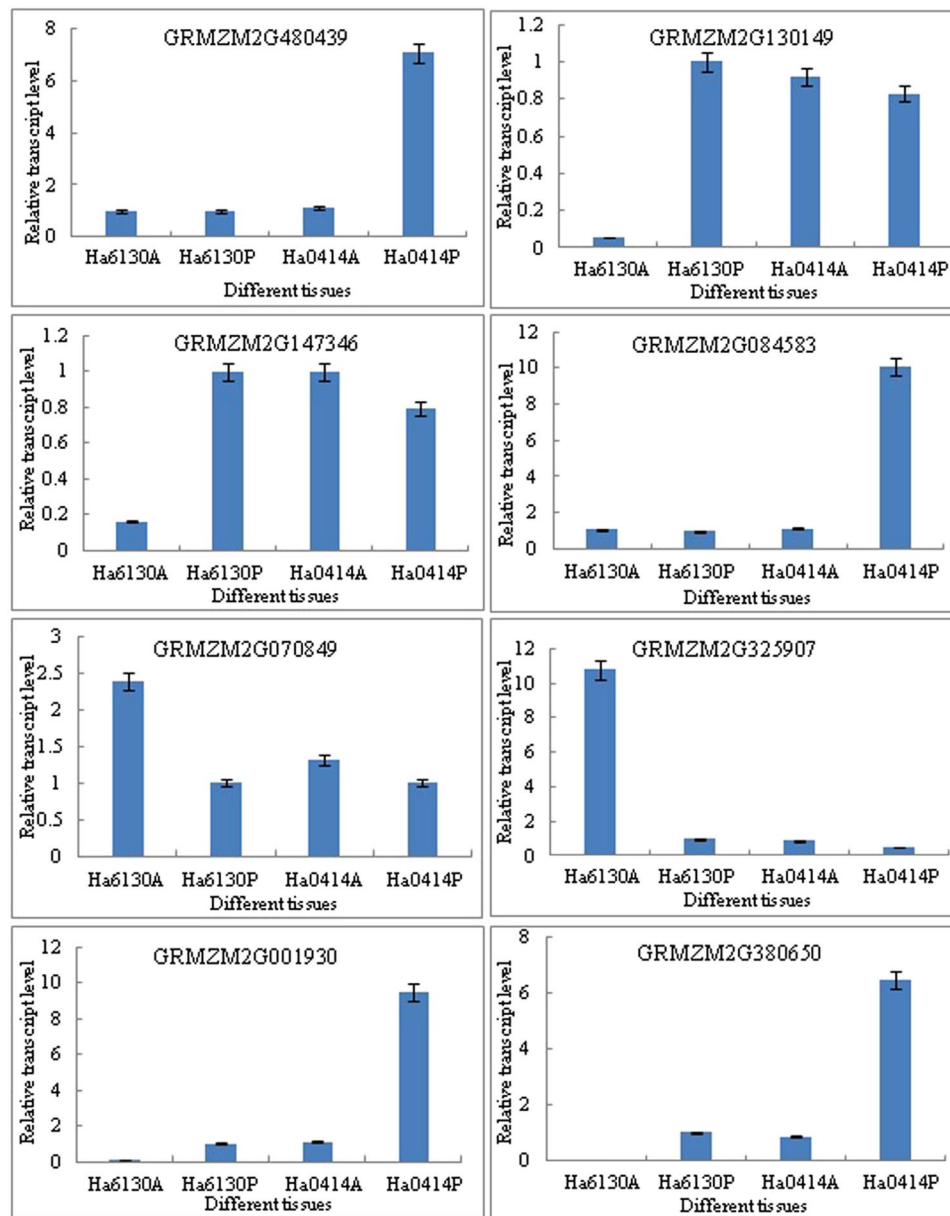 GRMZM2G480439
Relative transcript level
8
6
4
2
0
Ha6130A Ha6130P Ha0414A Ha0414P
Different tissues
GRMZM2G130149
Relative transcript level
1.2
1
0.8
0.6
0.4
0.2
0
Ha6130A Ha6130P Ha0414A Ha0414P
Different tissues
GRMZM2G147346
Relative transcript level
1.2
1
0.8
0.6
0.4
0.2
0
Ha6130A Ha6130P Ha0414A Ha0414P
Different tissues
GRMZM2G084583
Relative transcript level
12
10
8
6
4
2
0
Ha6130A Ha6130P Ha0414A Ha0414P
Different tissues
GRMZM2G070849
Relative transcript level
3
2.5
2
1.5
1
0.5
0
Ha6130A Ha6130P Ha0414A Ha0414P
Different tissues
GRMZM2G325907
Relative transcript level
12
10
8
6
4
2
0
Ha6130A Ha6130P Ha0414A Ha0414P
Different tissues
GRMZM2G001930
Relative transcript level
12
10
8
6
4
2
0
Ha6130A Ha6130P Ha0414A Ha0414P
Different tissues
GRMZM2G380650
Relative transcript level
8
6
4
2
0
Ha6130A Ha6130P Ha0414A Ha0414P
Different tissues